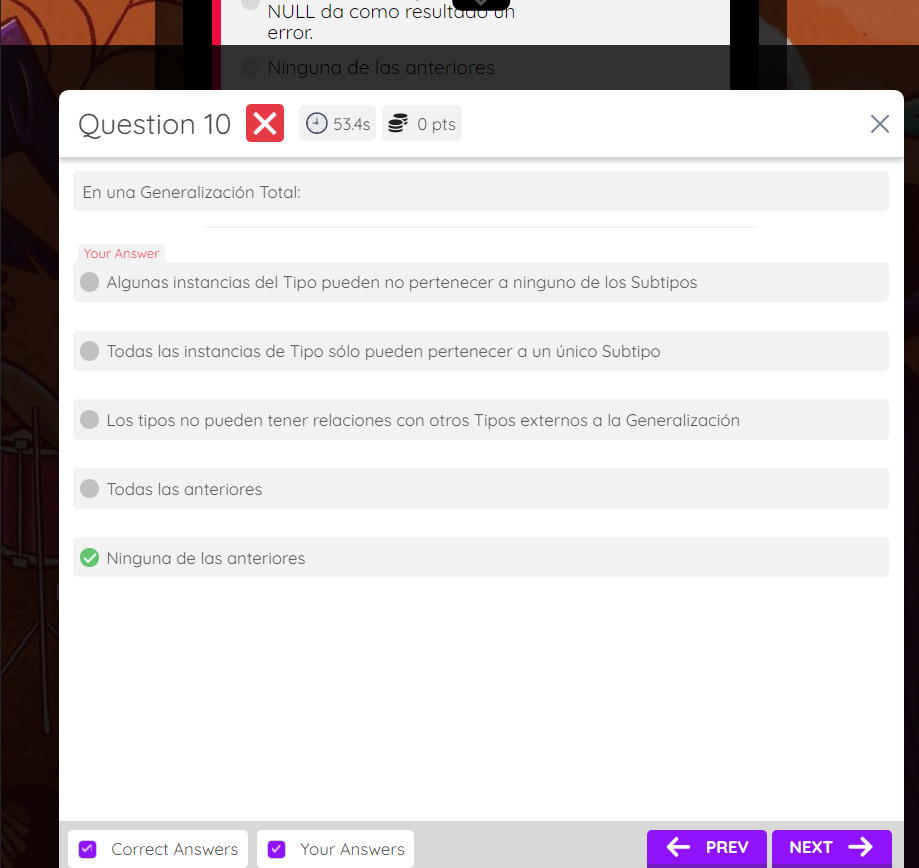 NULL da como resultado un
error.
Ninguna de las anteriores
Question 10 53.4s 0 pts
En una Generalización Total:
Your Answer
Algunas instancias del Tipo pueden no pertenecer a ninguno de los Subtipos
Todas las instancias de Tipo sólo pueden pertenecer a un único Subtipo
Los tipos no pueden tener relaciones con otros Tipos externos a la Generalización
Todas las anteriores
Ninguna de las anteriores
Correct Answers Your Answers PREV NEXT